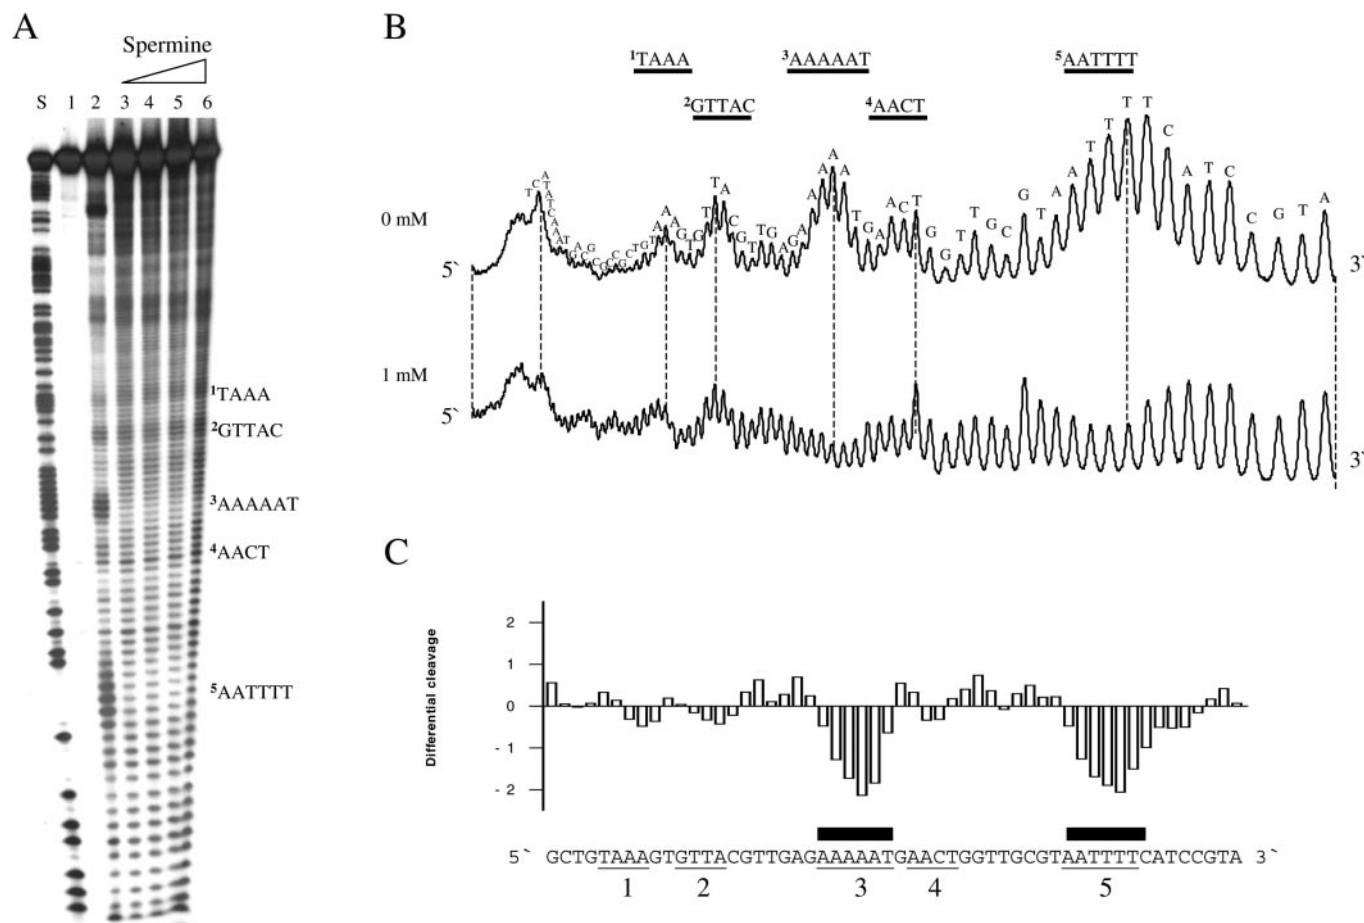 A
Spermine
S 1 2 3 4 5 6
¹TAAA
²GTTAC
³AAAAAT
⁴AACT
⁵AATTTT
B
¹TAAA ³AAAAAT ⁵AATTTT
²GTTAC ⁴AACT
C T G T A A A G T G T T A C G T T G A G A A A A A T G A A C T G G T T G C G T A A T T T T C A T C C G T A
0 mM
5` 3`
1 mM
5` 3`
C
Differential cleavage
2
1
0
- 1
- 2
5` GCTGTAAAGTGTTACGTTGAGAAAAATGAACTGGTTGCGTAATTTTCATCCGTA 3`
1 2 3 4 5